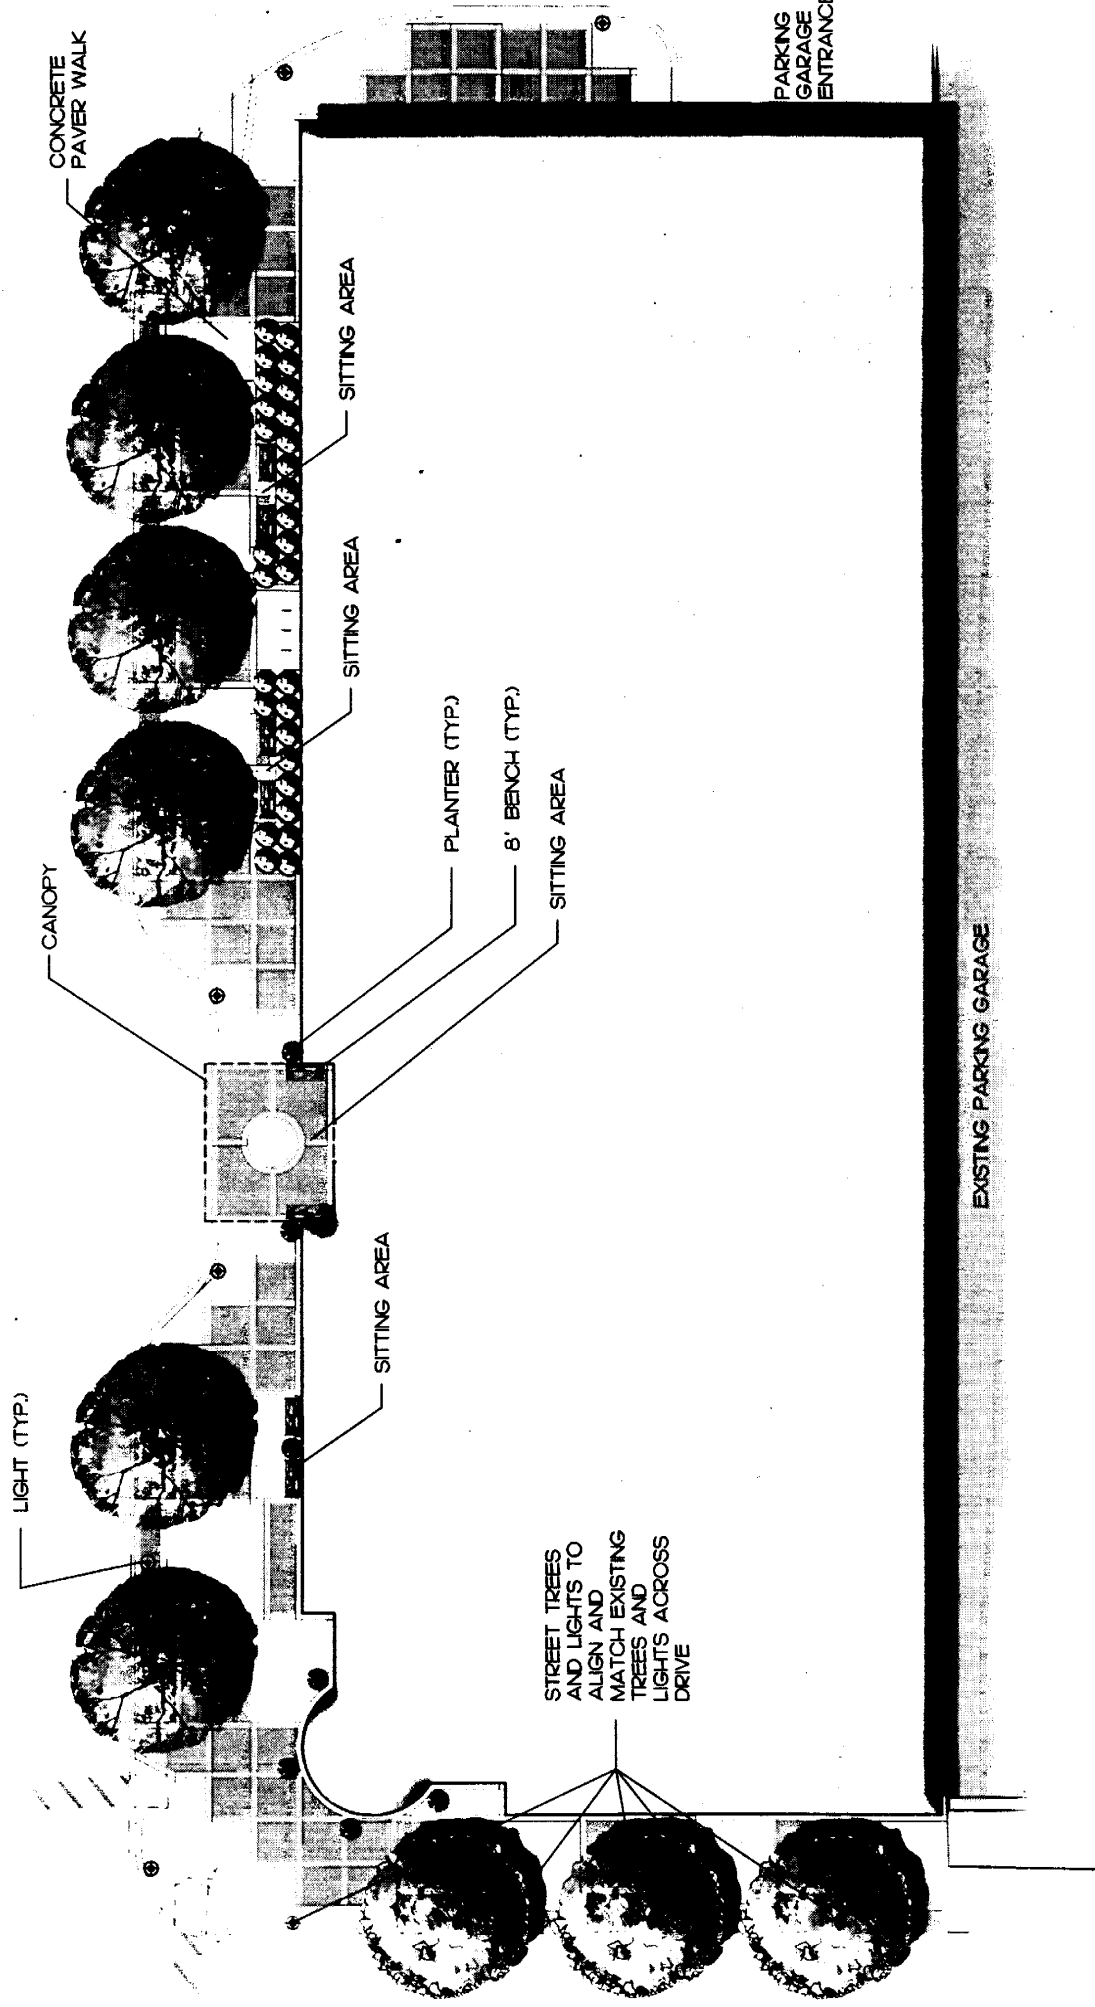 LIGHT (TYP.)
CANOPY
CONCRETE
PAVER WALK
SITTING AREA
SITTING AREA
SITTING AREA
PLANTER (TYP.)
8' BENCH (TYP.)
SITTING AREA
STREET TREES
AND LIGHTS TO
ALIGN AND
MATCH EXISTING
TREES AND
LIGHTS ACROSS
DRIVE
PARKING
GARAGE
ENTRANCE
EXISTING PARKING GARAGE